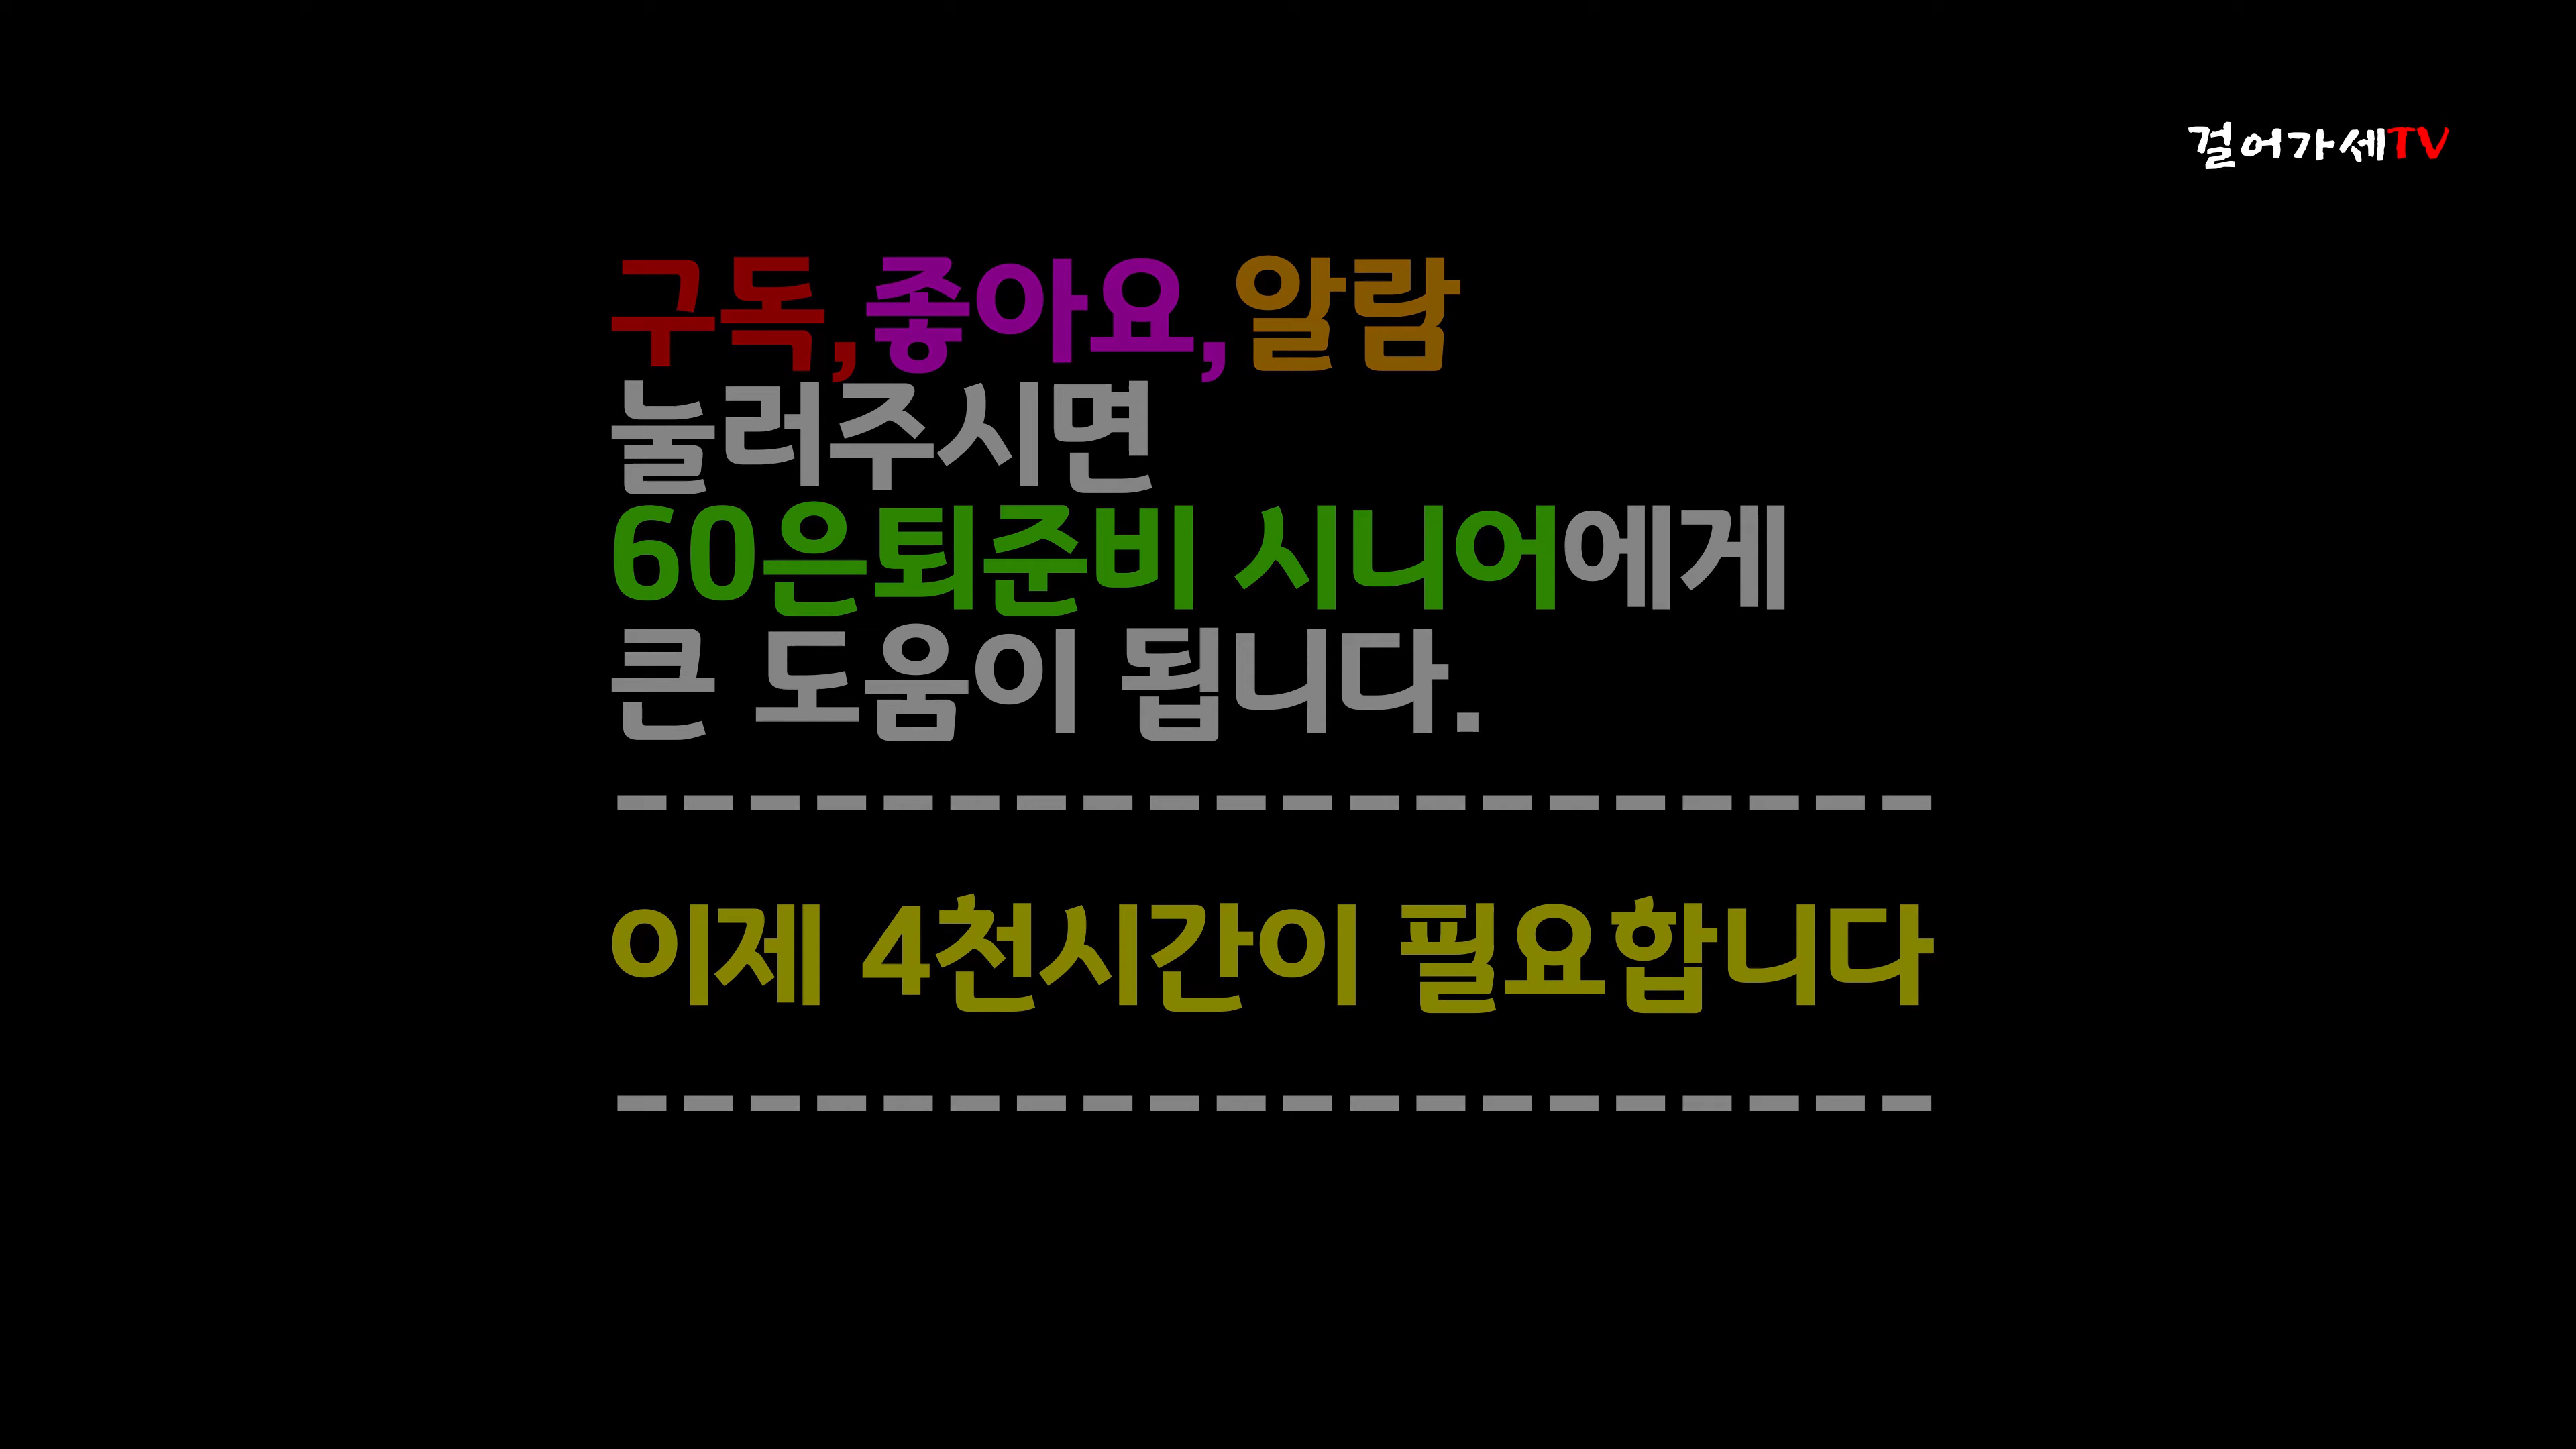 걸어가세TV
구독,좋아요,알람
눌러주시면
60은퇴준비 시니어에게
큰 도움이 됩니다.
--------------------
이제 4천시간이 필요합니다
--------------------